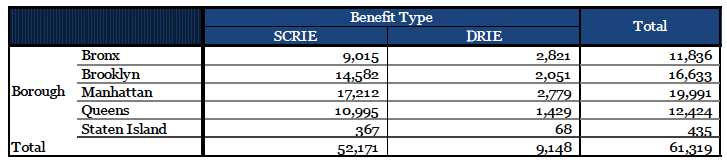 Benefit Type
SCRIE DRIE Total
Bronx 9,015 2,821 11,836
Brooklyn 14,582 2,051 16,633
Borough Manhattan 17,212 2,779 19,991
Queens 10,995 1,429 12,424
Staten Island 367 68 435
Total 52,171 9,148 61,319